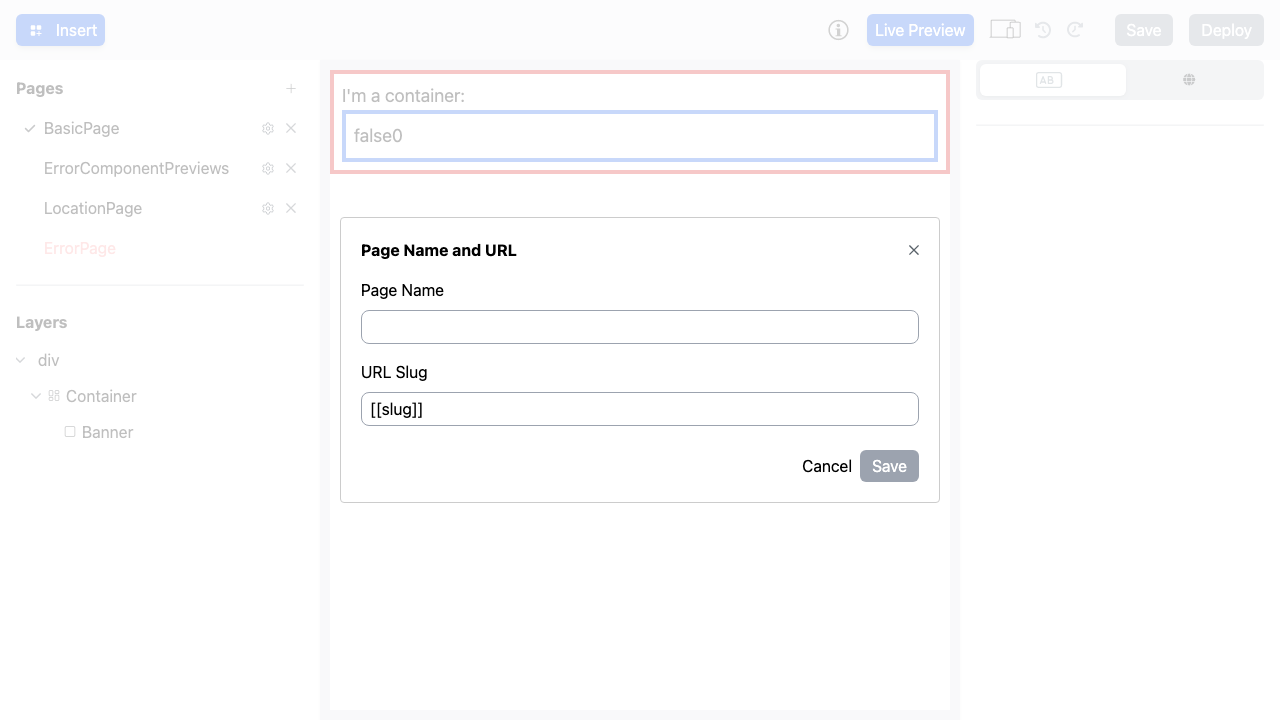 Insert
Live Preview
Save
Deploy
Pages
BasicPage
ErrorComponentPreviews
LocationPage
ErrorPage
Layers
div
Container
Banner
I'm a container:
false0
Page Name and URL
Page Name
URL Slug
[[slug]]
Cancel
Save
AB